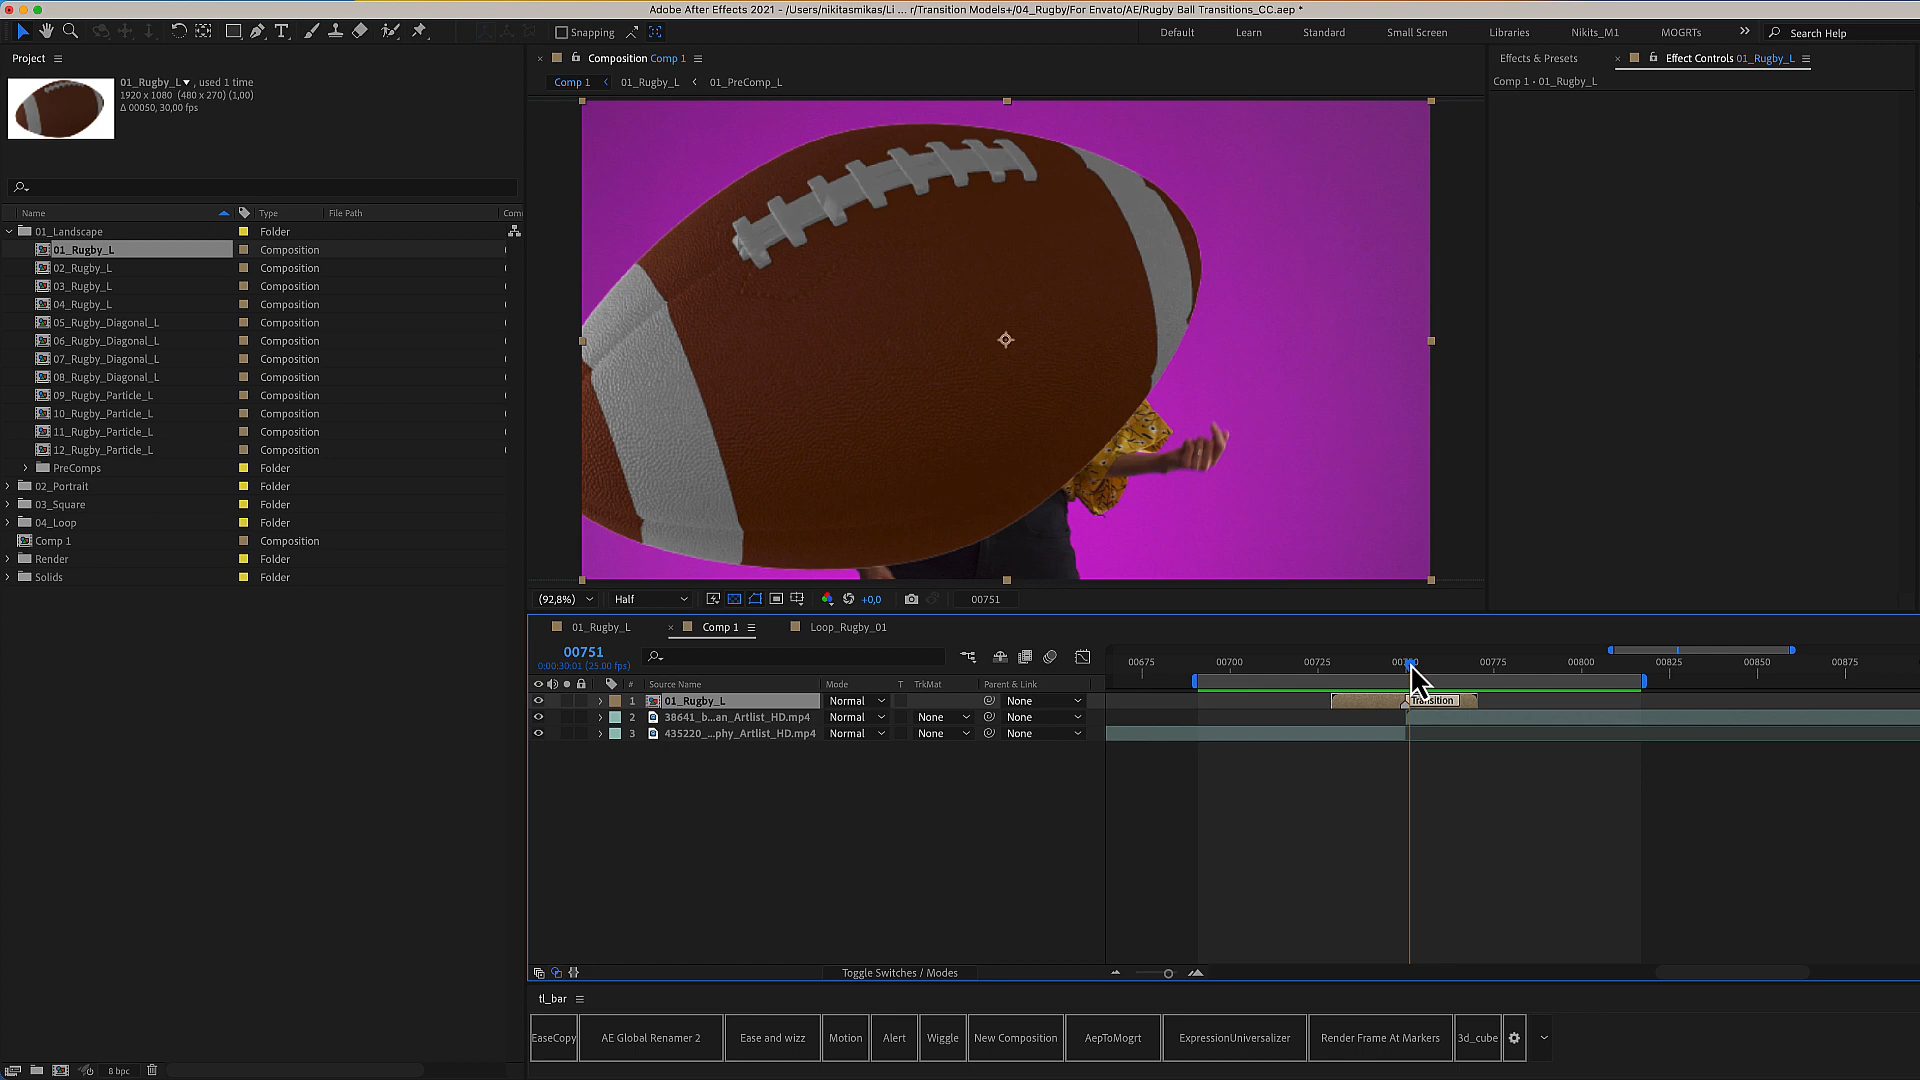 Adobe After Effects 2021 - /Users/nikitasmikas/Li ... r/Transition Models+/04_Rugby/For Envato/AE/Rugby Ball Transitions_CC.aep *
Snapping
Default
Learn
Standard
Small Screen
Libraries
Nikits_M1
MOGRTs
Search Help
Project
Composition Comp 1
Effects & Presets
Effect Controls 01_Rugby_L
01_Rugby_L , used 1 time
1920 x 1080 (480 x 270) (1,00)
Δ 00050, 30,00 fps
Comp 1
01_Rugby_L
01_PreComp_L
Comp 1 • 01_Rugby_L
Name Type File Path Com
01_Landscape Folder
01_Rugby_L Composition
02_Rugby_L Composition
03_Rugby_L Composition
04_Rugby_L Composition
05_Rugby_Diagonal_L Composition
06_Rugby_Diagonal_L Composition
07_Rugby_Diagonal_L Composition
08_Rugby_Diagonal_L Composition
09_Rugby_Particle_L Composition
10_Rugby_Particle_L Composition
11_Rugby_Particle_L Composition
12_Rugby_Particle_L Composition
PreComps Folder
02_Portrait Folder
03_Square Folder
04_Loop Folder
Comp 1 Composition
Render Folder
Solids Folder
(92,8%) Half +0,0 00751
01_Rugby_L Comp 1 Loop_Rugby_01
00751
0:00:30:01 (25.00 fps)
00675 00700 00725 00775 00800 00825 00850 00875
# Source Name Mode T TrkMat Parent & Link
1 01_Rugby_L Normal None
Transition
2 38641_b...an_Artlist_HD.mp4 Normal None None
3 435220_...phy_Artlist_HD.mp4 Normal None None
Toggle Switches / Modes
tl_bar
EaseCopy AE Global Renamer 2 Ease and wizz Motion Alert Wiggle New Composition AepToMogrt ExpressionUniversalizer Render Frame At Markers 3d_cube
8 bpc